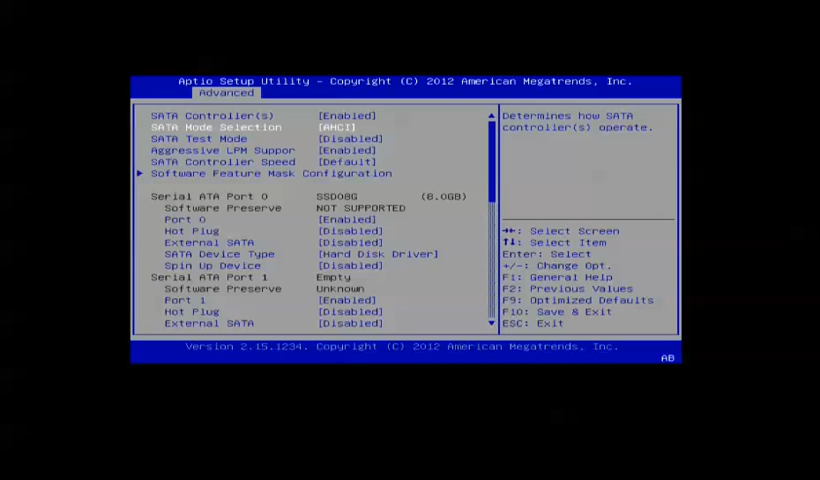 Aptio Setup Utility - Copyright (C) 2012 American Megatrends, Inc.
Advanced
SATA Controller(s) [Enabled]
SATA Mode Selection [AHCI]
SATA Test Mode [Disabled]
Aggressive LPM Suppor [Enabled]
SATA Controller Speed [Default]
Software Feature Mask Configuration
Serial ATA Port 0 SSD08G (8.0GB)
Software Preserve NOT SUPPORTED
Port 0 [Enabled]
Hot Plug [Disabled]
External SATA [Disabled]
SATA Device Type [Hard Disk Driver]
Spin Up Device [Disabled]
Serial ATA Port 1 Empty
Software Preserve Unknown
Port 1 [Enabled]
Hot Plug [Disabled]
External SATA [Disabled]
Determines how SATA
controller(s) operate.
→←: Select Screen
↑↓: Select Item
Enter: Select
+/-: Change Opt.
F1: General Help
F2: Previous Values
F9: Optimized Defaults
F10: Save & Exit
ESC: Exit
Version 2.15.1234. Copyright (C) 2012 American Megatrends, Inc.
AB